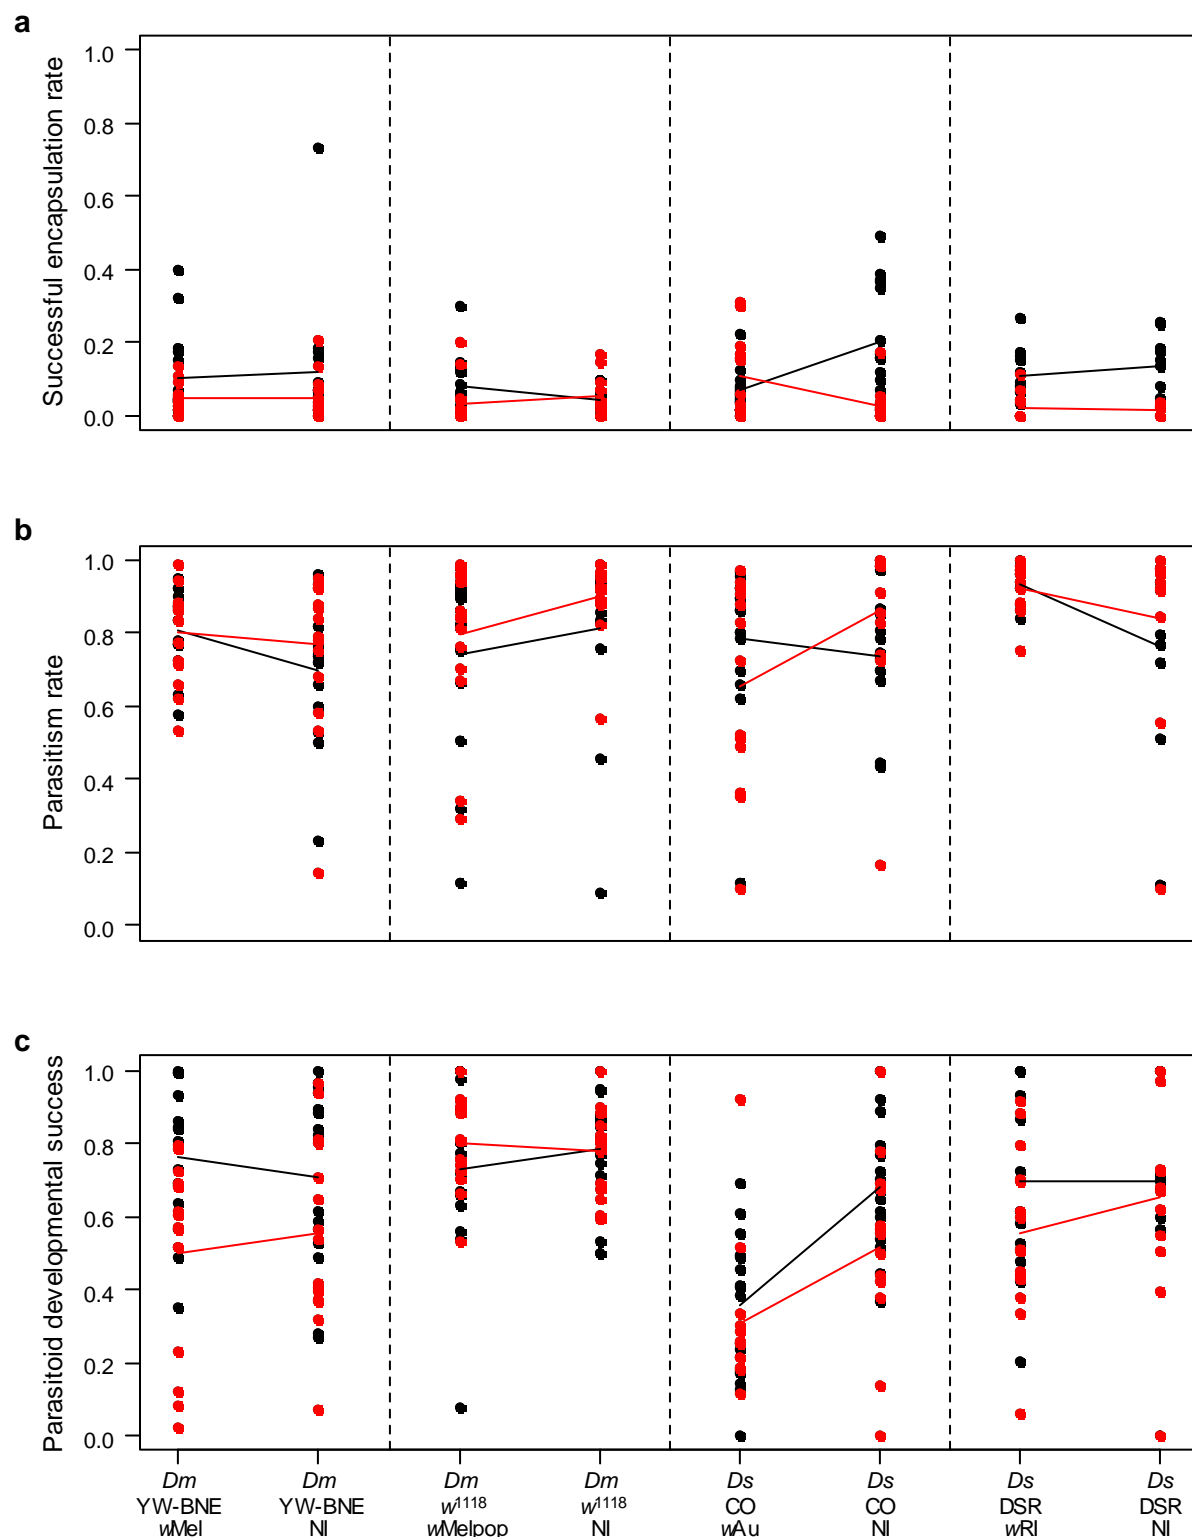 a
Successful encapsulation rate
1.0
0.8
0.6
0.4
0.2
0.0
b
Parasitism rate
1.0
0.8
0.6
0.4
0.2
0.0
c
Parasitoid developmental success
1.0
0.8
0.6
0.4
0.2
0.0
Dm Dm Dm Dm Ds Ds Ds Ds
YW-BNE YW-BNE w1118 w1118 CO CO DSR DSR
wMel NI wMelpop NI wAu NI wRI NI